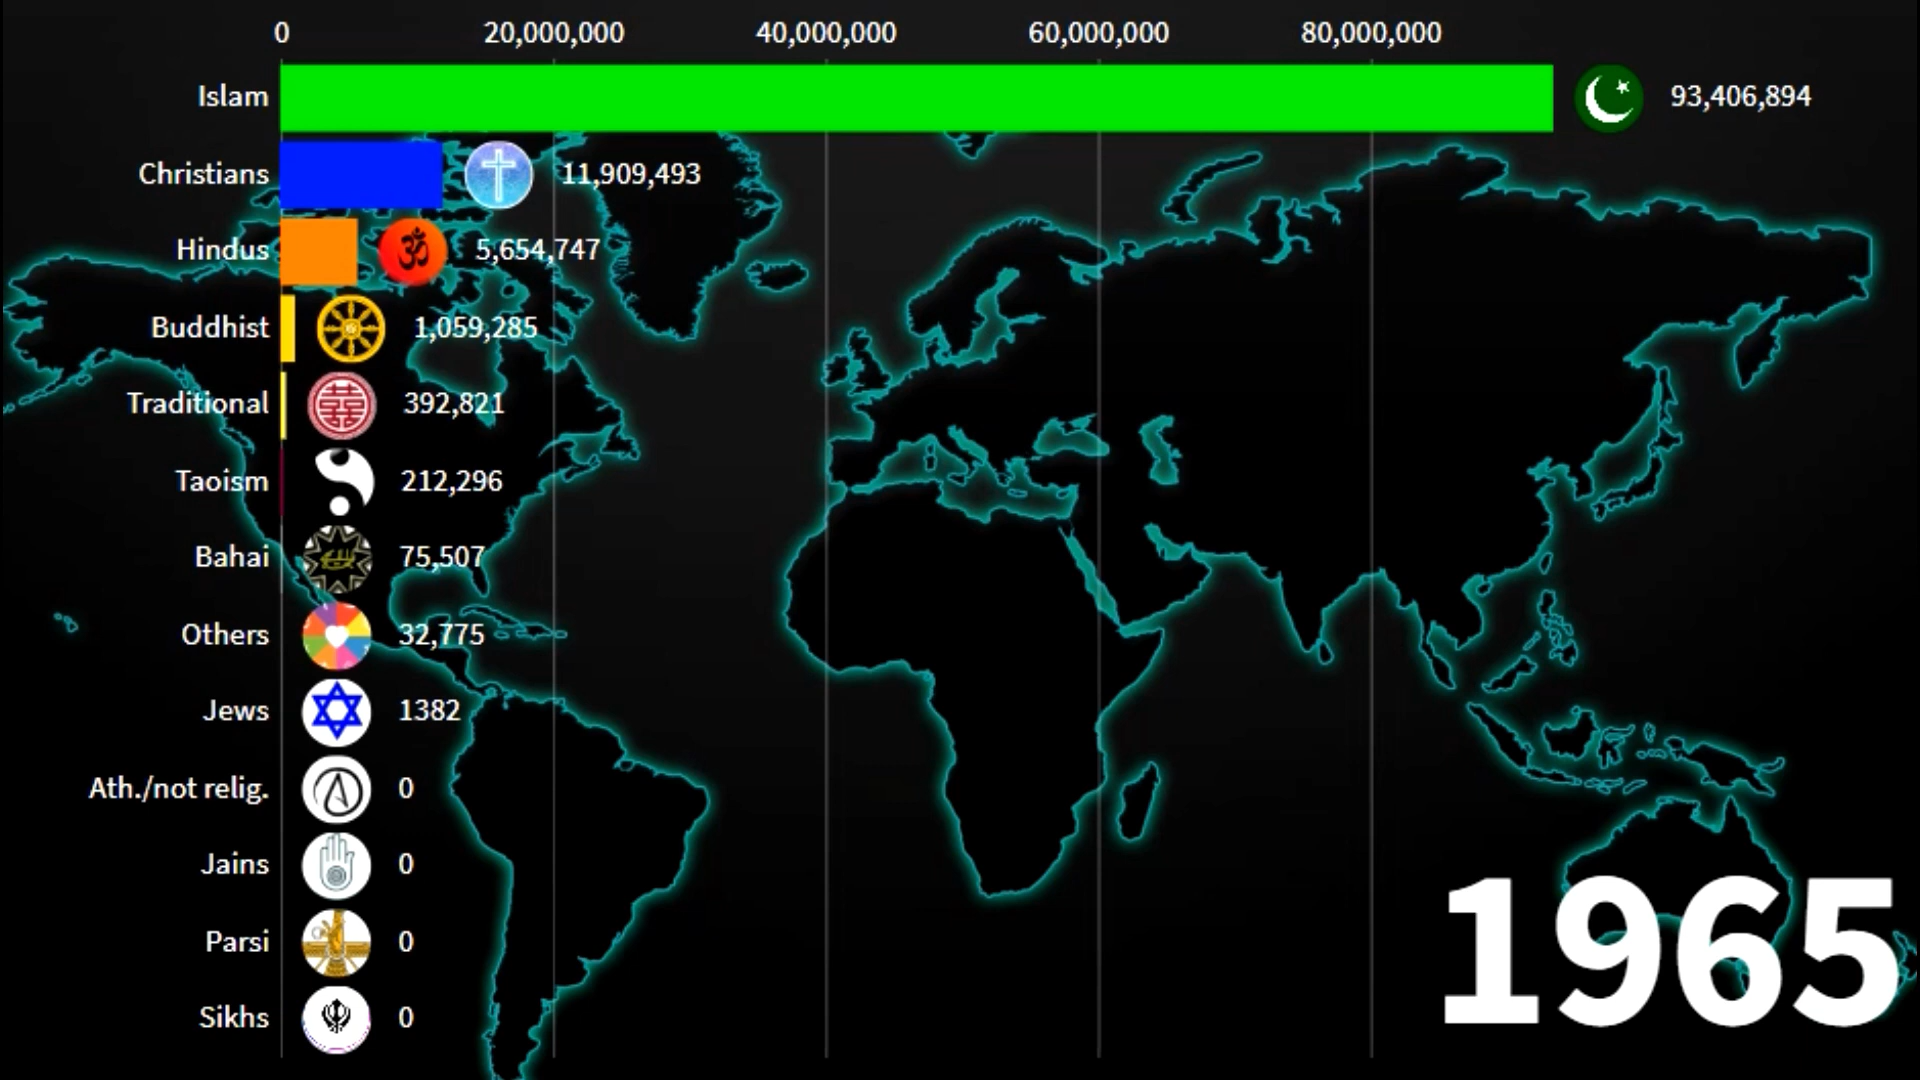 0 20,000,000 40,000,000 60,000,000 80,000,000
Islam 93,406,894
Christians 11,909,493
Hindus ॐ 5,654,747
Buddhist 1,059,285
Traditional 囍 392,821
Taoism 212,296
Bahai 75,507
Others 32,775
Jews 1382
Ath./not relig. 0
Jains 0
Parsi 0
Sikhs 0
1965